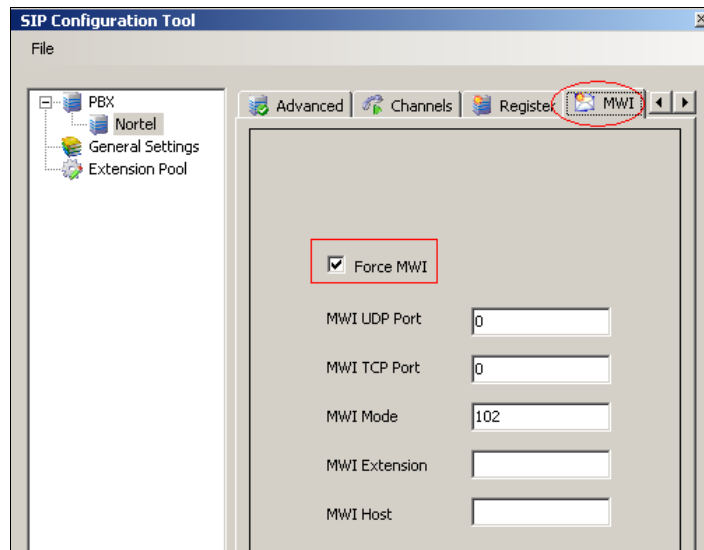 SIP Configuration Tool
File
PBX
Nortel
General Settings
Extension Pool
Advanced
Channels
Register
MWI
Force MWI
MWI UDP Port 0
MWI TCP Port 0
MWI Mode 102
MWI Extension
MWI Host